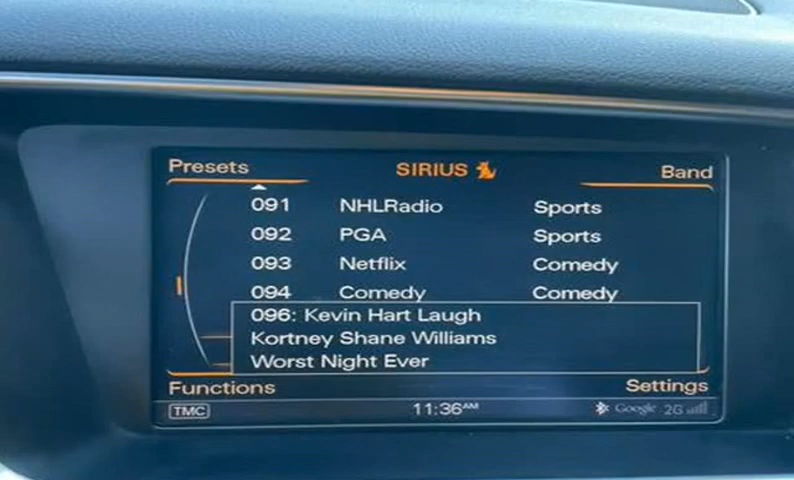 Presets SIRIUS Band
091 NHLRadio Sports
092 PGA Sports
093 Netflix Comedy
094 Comedy Comedy
096: Kevin Hart Laugh
Kortney Shane Williams
Worst Night Ever
Functions Settings
TMC 11:36AM Google 2G